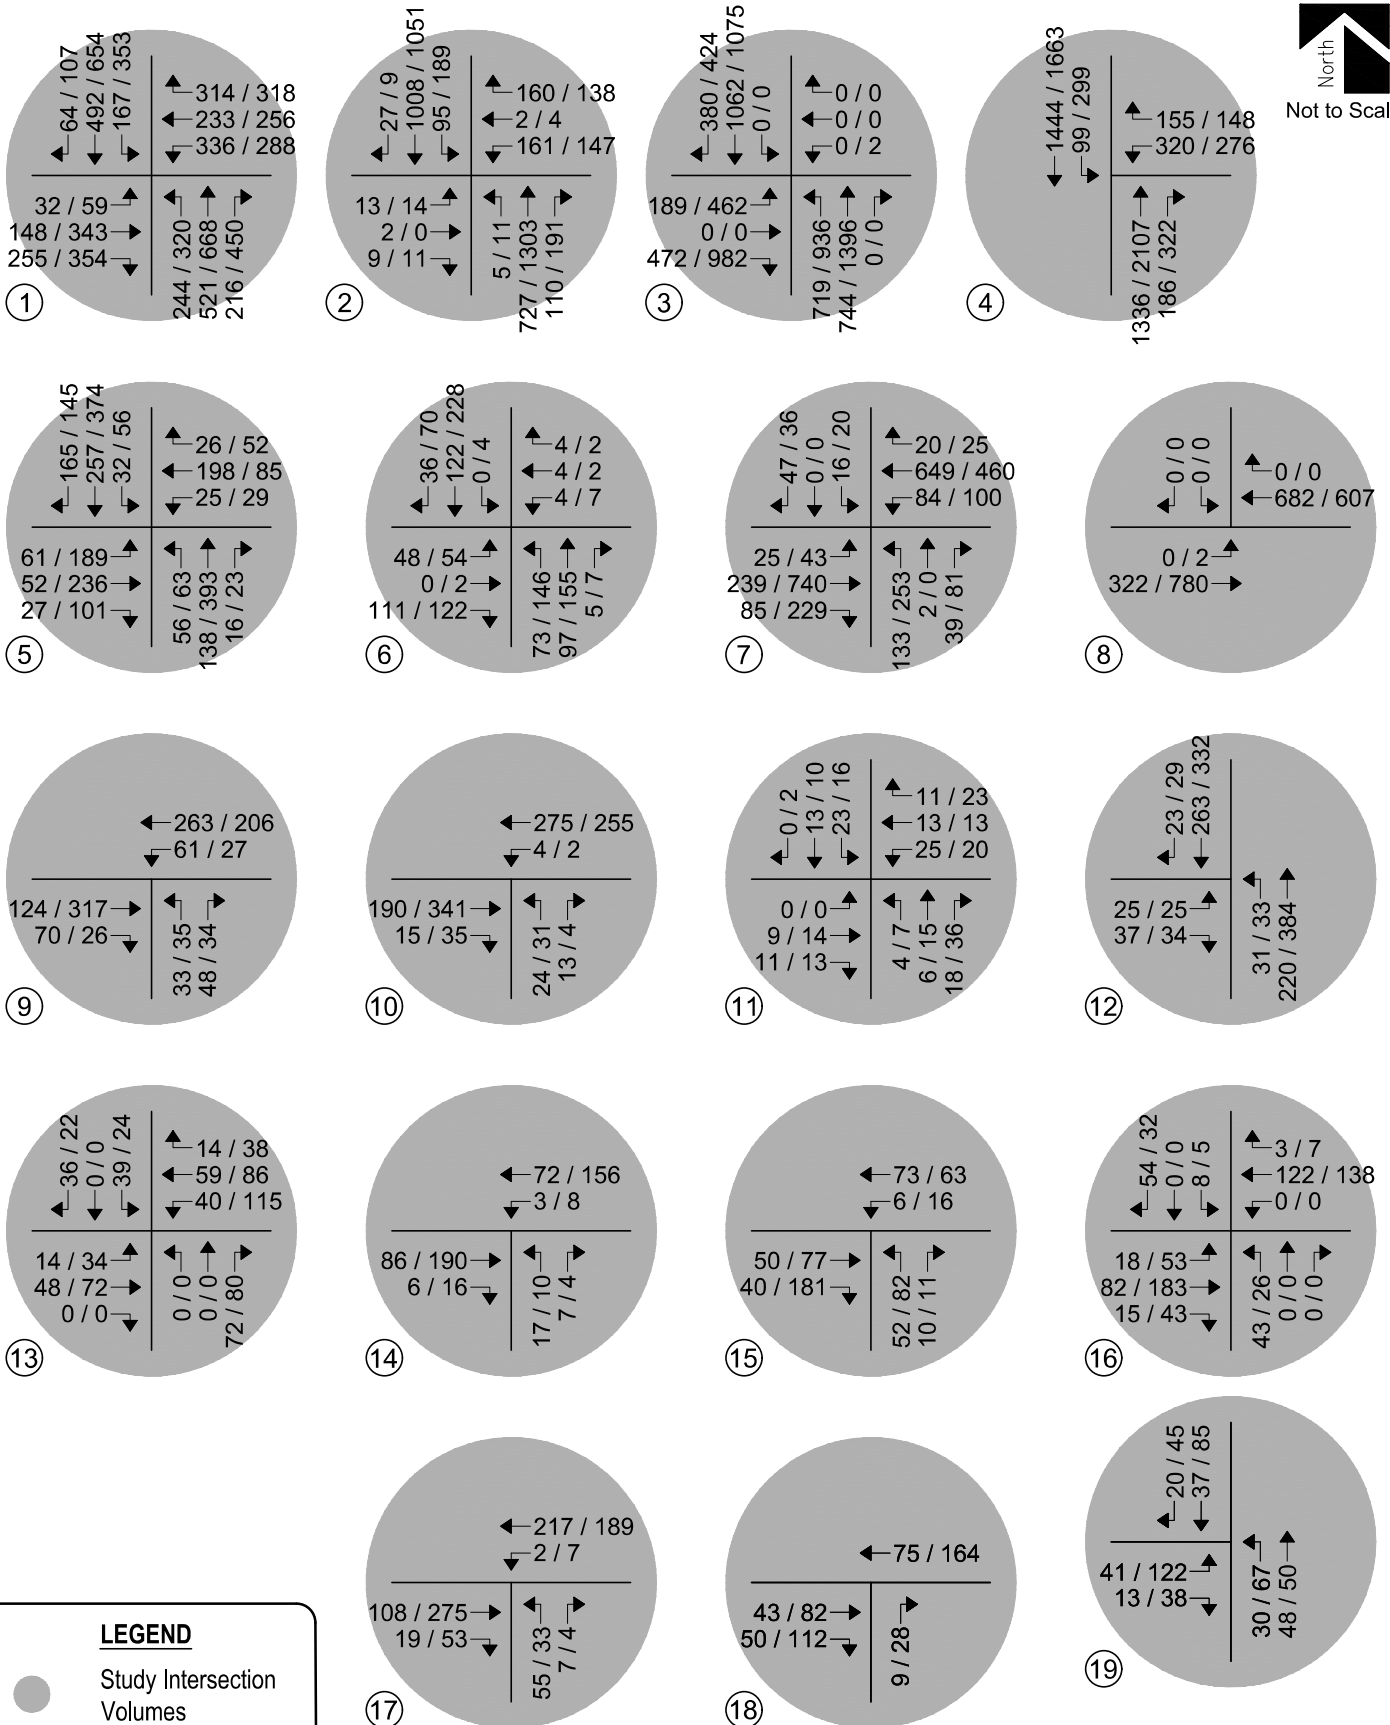 North
Not to Scal
64 / 107
492 / 654
167 / 353
314 / 318
233 / 256
336 / 288
32 / 59
148 / 343
255 / 354
244 / 320
521 / 668
216 / 450
1
27 / 9
1008 / 1051
95 / 189
160 / 138
2 / 4
161 / 147
13 / 14
2 / 0
9 / 11
5 / 11
727 / 1303
110 / 191
2
380 / 424
1062 / 1075
0 / 0
0 / 0
0 / 0
0 / 2
189 / 462
0 / 0
472 / 982
719 / 936
744 / 1396
0 / 0
3
1444 / 1663
99 / 299
155 / 148
320 / 276
1336 / 2107
186 / 322
4
165 / 145
257 / 374
32 / 56
26 / 52
198 / 85
25 / 29
61 / 189
52 / 236
27 / 101
56 / 63
138 / 393
16 / 23
5
36 / 70
122 / 228
0 / 4
4 / 2
4 / 2
4 / 7
48 / 54
0 / 2
111 / 122
73 / 146
97 / 155
5 / 7
6
47 / 36
0 / 0
16 / 20
20 / 25
649 / 460
84 / 100
25 / 43
239 / 740
85 / 229
133 / 253
2 / 0
39 / 81
7
0 / 0
0 / 0
0 / 0
682 / 607
0 / 2
322 / 780
8
263 / 206
61 / 27
124 / 317
70 / 26
33 / 35
48 / 34
9
275 / 255
4 / 2
190 / 341
15 / 35
24 / 31
13 / 4
10
0 / 2
13 / 10
23 / 16
11 / 23
13 / 13
25 / 20
0 / 0
9 / 14
11 / 13
4 / 7
6 / 15
18 / 36
11
23 / 29
263 / 332
25 / 25
37 / 34
31 / 33
220 / 384
12
36 / 22
0 / 0
39 / 24
14 / 38
59 / 86
40 / 115
14 / 34
48 / 72
0 / 0
0 / 0
0 / 0
72 / 80
13
72 / 156
3 / 8
86 / 190
6 / 16
17 / 10
7 / 4
14
73 / 63
6 / 16
50 / 77
40 / 181
52 / 82
10 / 11
15
54 / 32
0 / 0
8 / 5
3 / 7
122 / 138
0 / 0
18 / 53
82 / 183
15 / 43
43 / 26
0 / 0
0 / 0
16
217 / 189
2 / 7
108 / 275
19 / 53
55 / 33
7 / 4
17
75 / 164
43 / 82
50 / 112
9 / 28
18
20 / 45
37 / 85
41 / 122
13 / 38
30 / 67
48 / 50
19
LEGEND
Study Intersection
Volumes